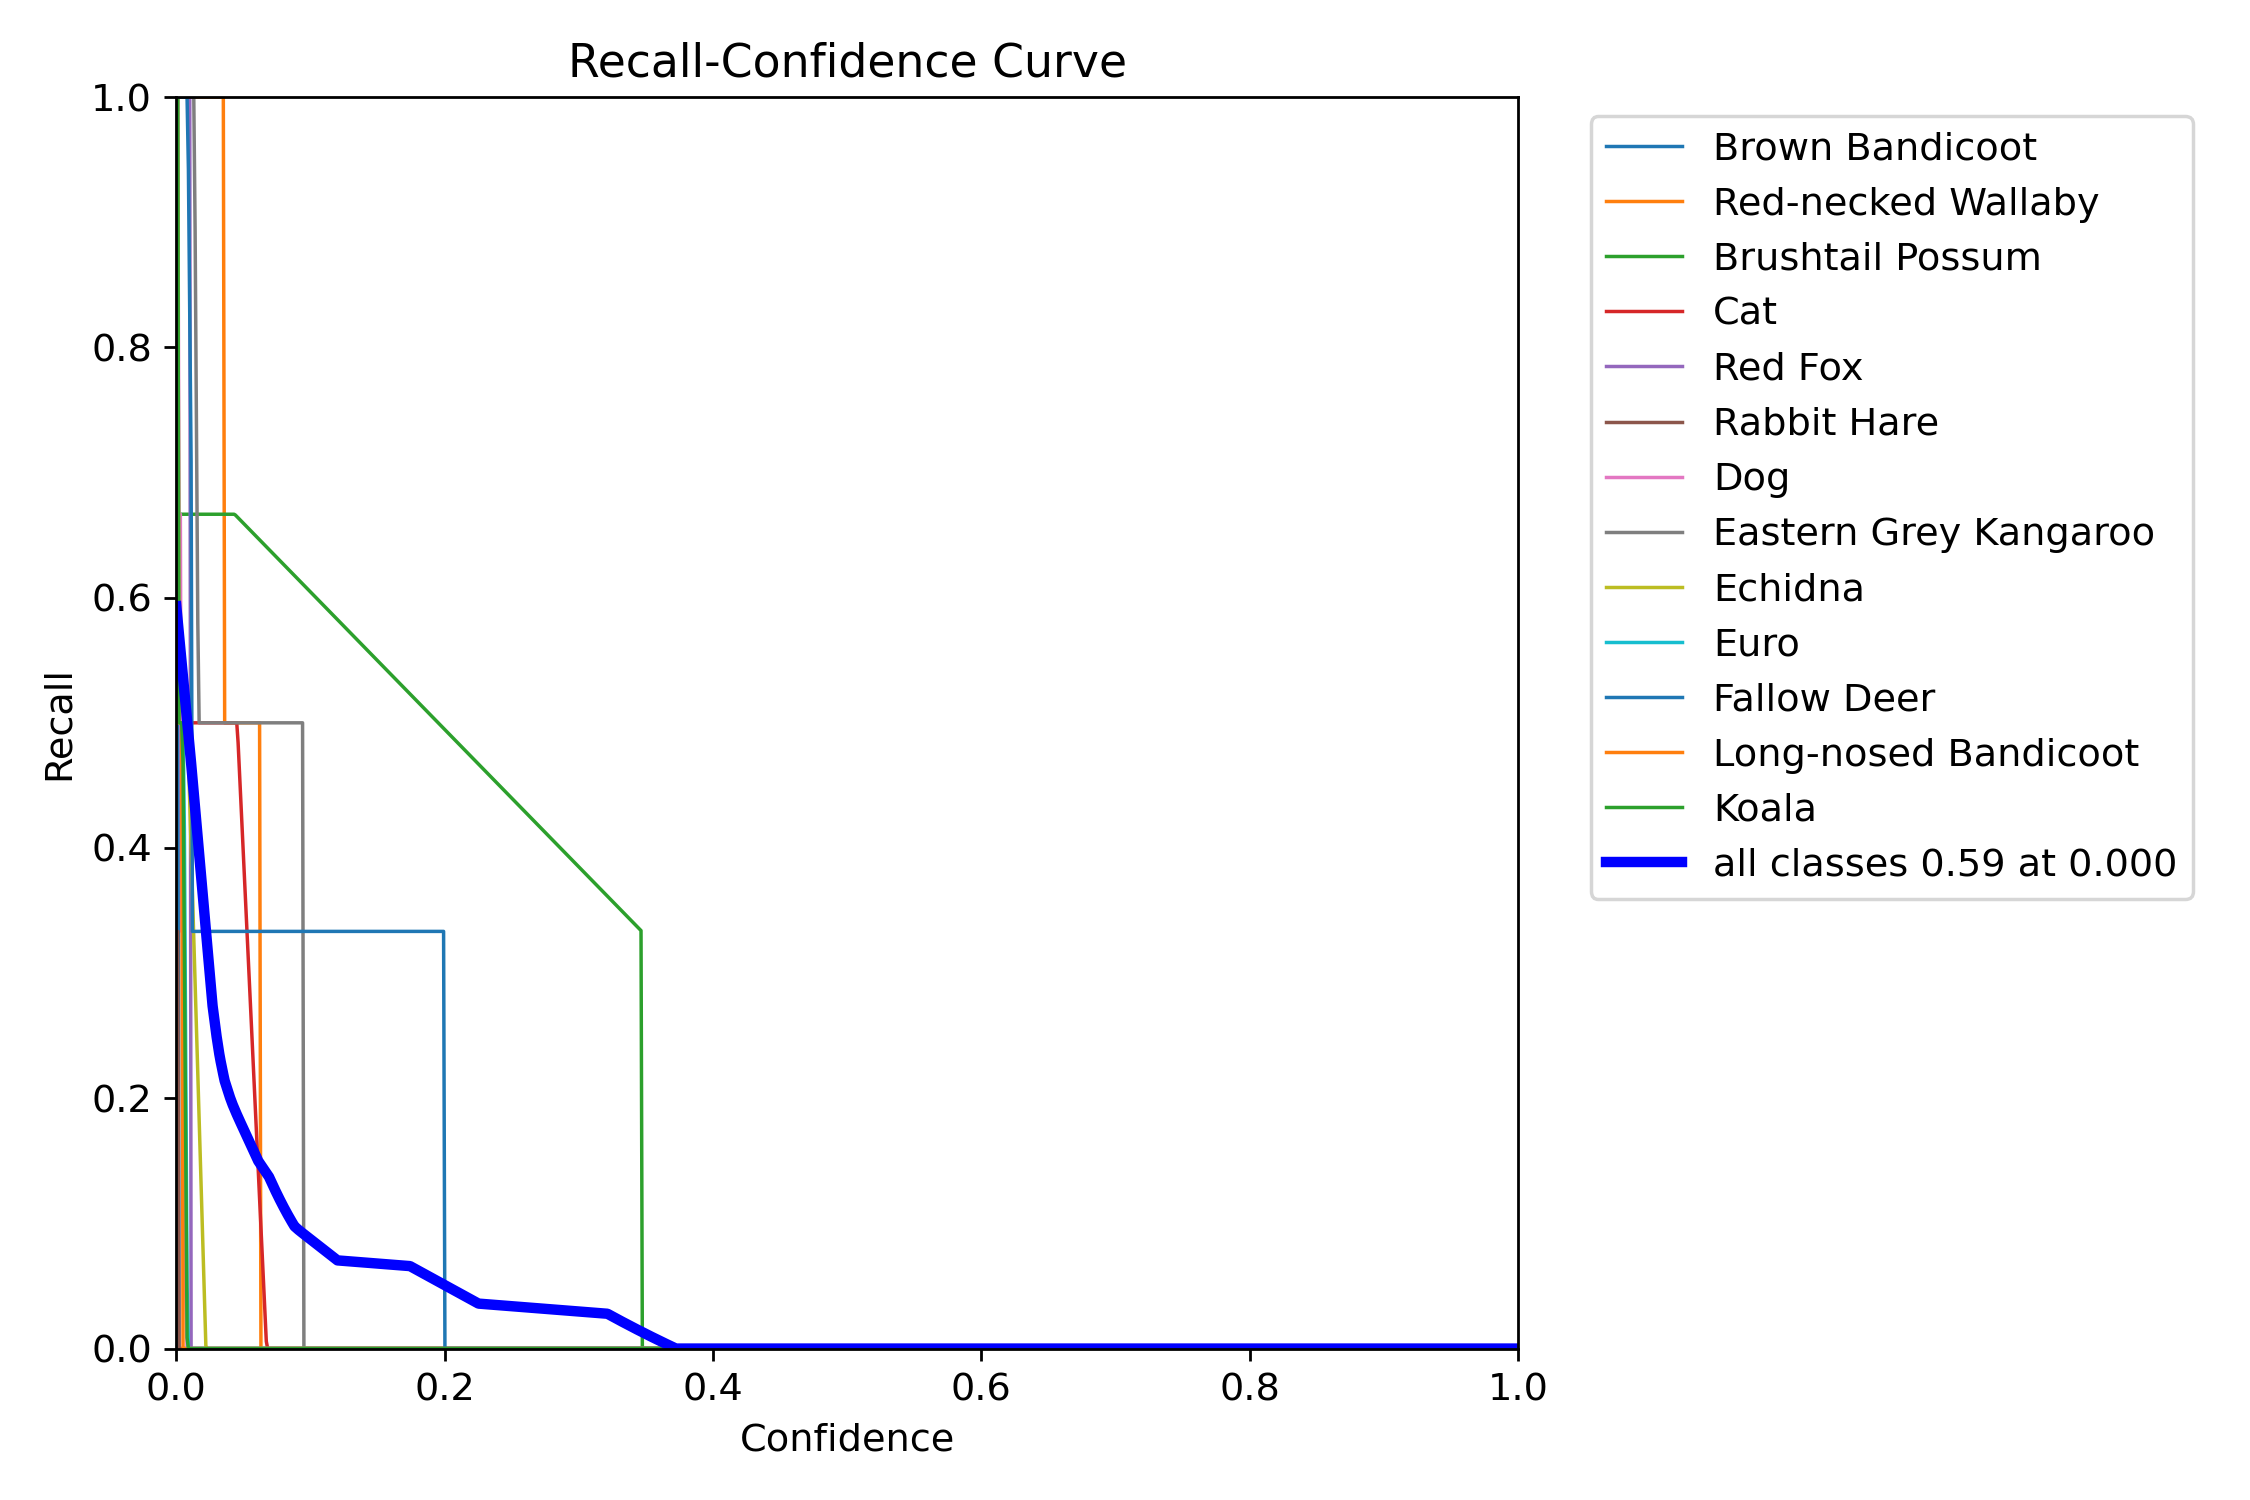 Recall-Confidence Curve
1.0
0.8
0.6
0.4
0.2
0.0
Recall
0.0 0.2 0.4 0.6 0.8 1.0
Confidence
Brown Bandicoot
Red-necked Wallaby
Brushtail Possum
Cat
Red Fox
Rabbit Hare
Dog
Eastern Grey Kangaroo
Echidna
Euro
Fallow Deer
Long-nosed Bandicoot
Koala
all classes 0.59 at 0.000